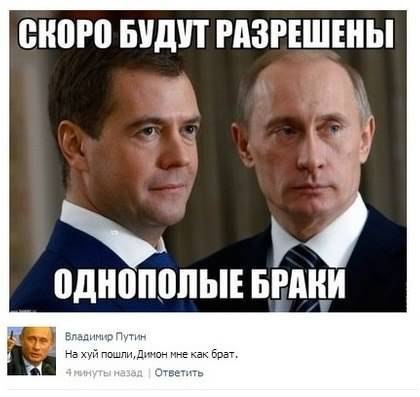 СКОРО БУДУТ РАЗРЕШЕНЫ
ОДНОПОЛЫЕ БРАКИ
Владимир Путин
На хуй пошли,Димон мне как брат.
4 минуты назад | Ответить